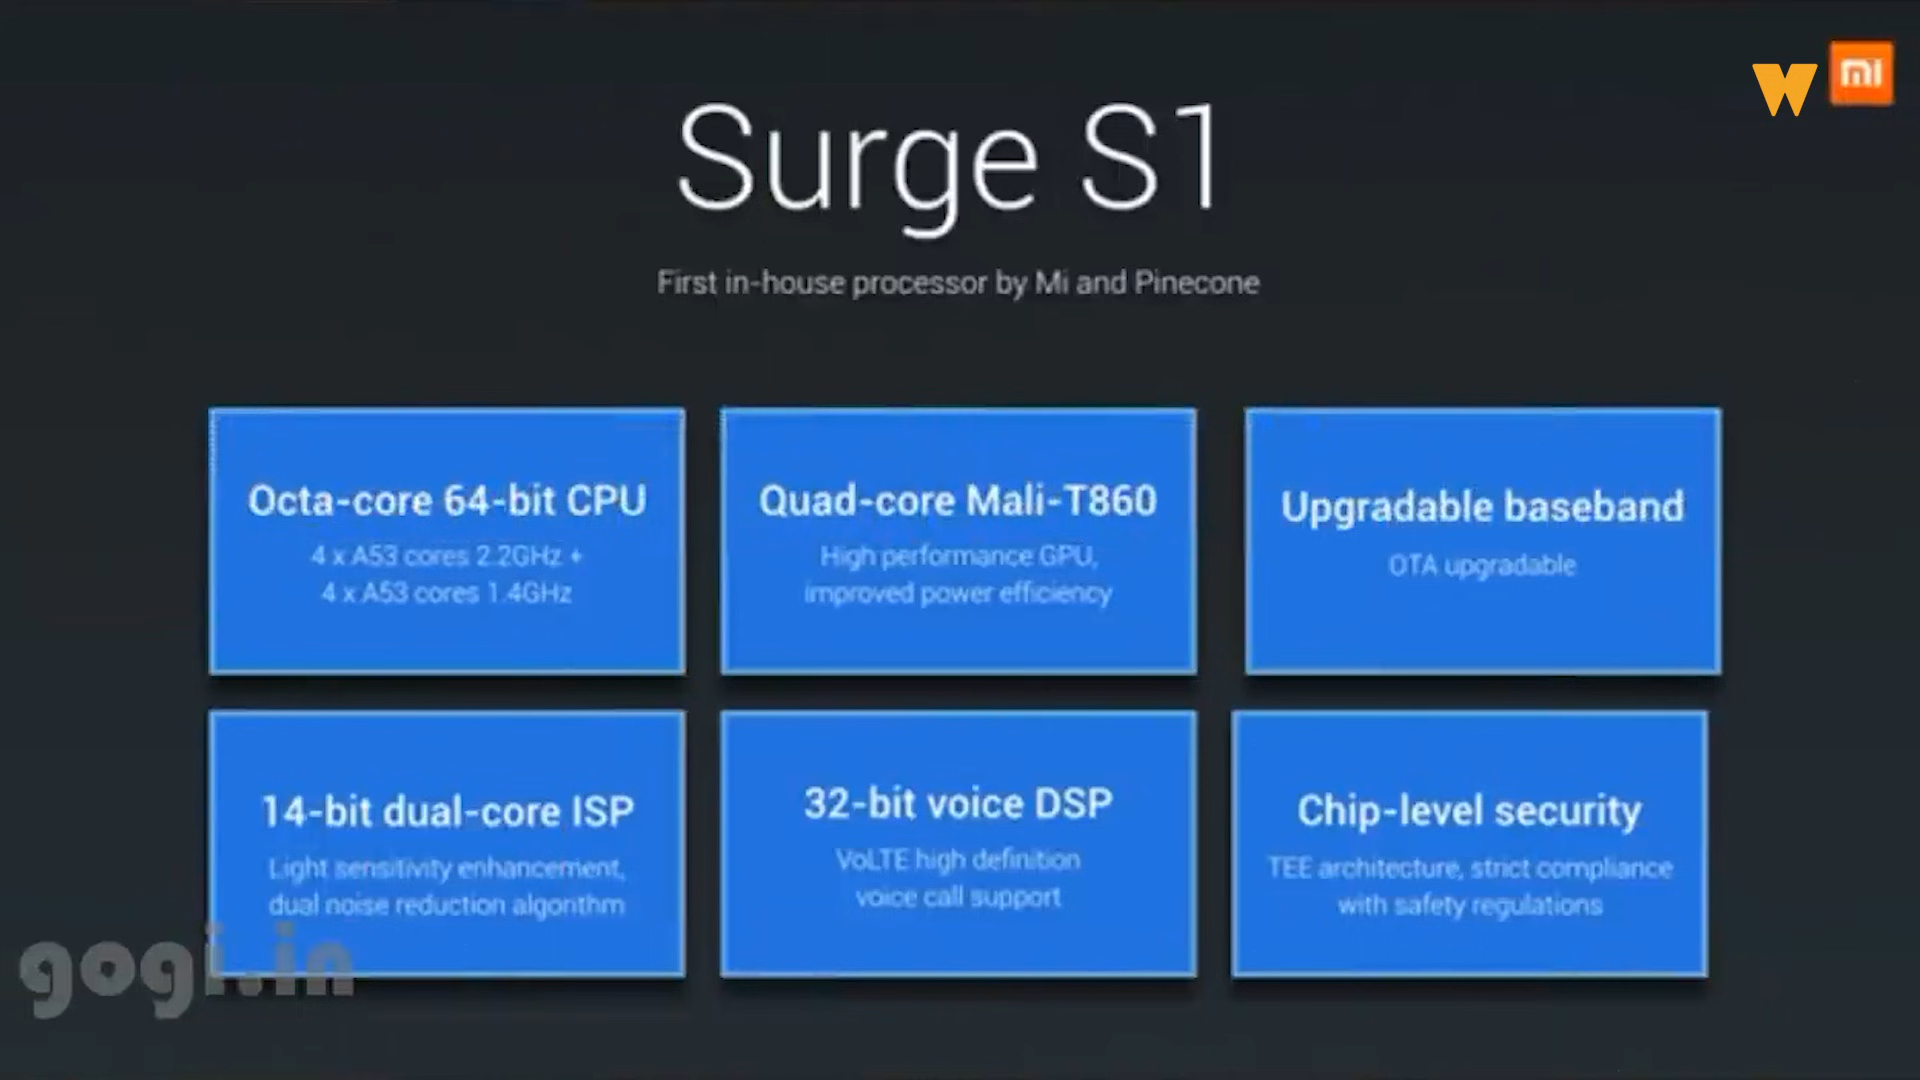 W
mi
Surge S1
First in-house processor by Mi and Pinecone
Octa-core 64-bit CPU
4 x A53 cores 2.2GHz +
4 x A53 cores 1.4GHz
Quad-core Mali-T860
High performance GPU,
improved power efficiency
Upgradable baseband
OTA upgradable
14-bit dual-core ISP
Light sensitivity enhancement,
dual noise reduction algorithm
32-bit voice DSP
VoLTE high definition
voice call support
Chip-level security
TEE architecture, strict compliance
with safety regulations
gogi.in